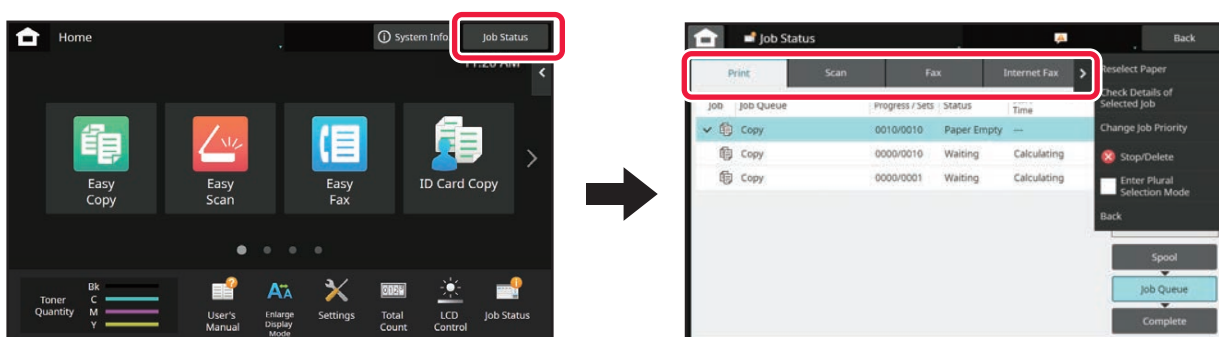 Home
System Info
Job Status
11:20 AM
Easy
Copy
Easy
Scan
Easy
Fax
ID Card Copy
Toner
Quantity
Bk
C
M
Y
User's
Manual
Enlarge
Display
Mode
Settings
Total
Count
LCD
Control
Job Status
Job Status
Back
Print
Scan
Fax
Internet Fax
Job
Job Queue
Progress / Sets
Status
Time
Copy
0010/0010
Paper Empty
---
Copy
0000/0010
Waiting
Calculating
Copy
0000/0001
Waiting
Calculating
Reselect Paper
Check Details of
Selected Job
Change Job Priority
Stop/Delete
Enter Plural
Selection Mode
Back
Spool
Job Queue
Complete